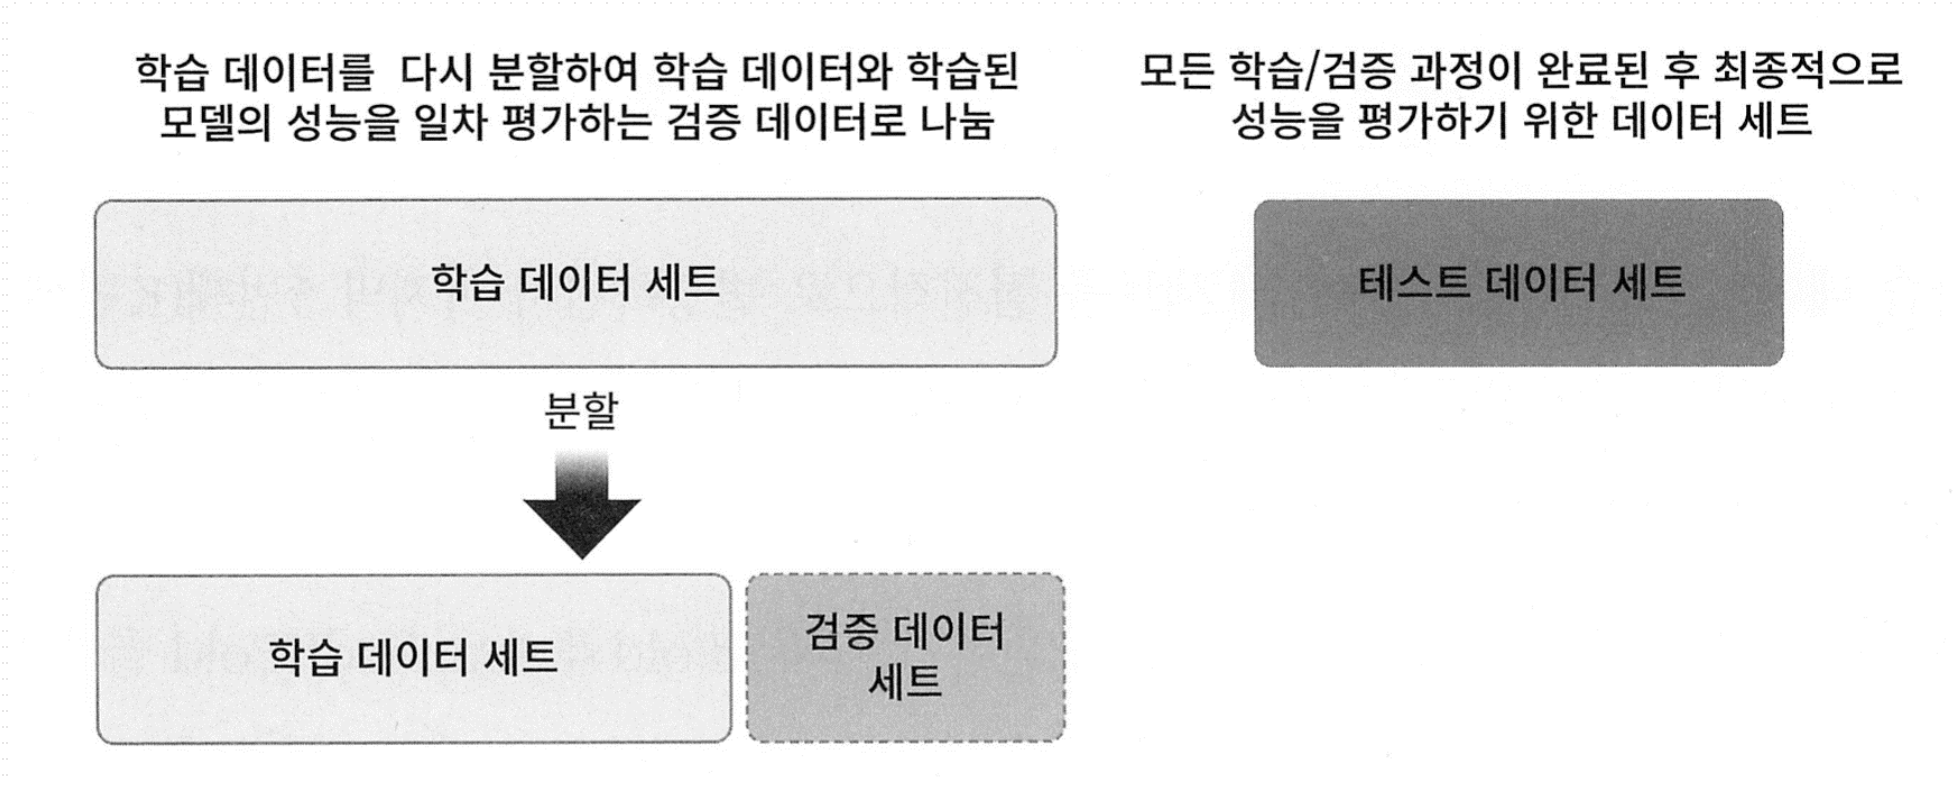 학습 데이터를 다시 분할하여 학습 데이터와 학습된
모델의 성능을 일차 평가하는 검증 데이터로 나눔
모든 학습/검증 과정이 완료된 후 최종적으로
성능을 평가하기 위한 데이터 세트
학습 데이터 세트
테스트 데이터 세트
분할
학습 데이터 세트
검증 데이터
세트